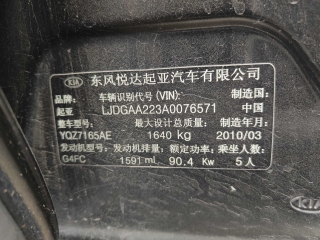 KIA 东风悦达起亚汽车有限公司
车辆识别代号(VIN): 制造国:
起亚 LJDGAA223A0076571 中国
整车型号: 最大设计总质量: 制造年月:
YQZ7165AE 1640 kg 2010/03
发动机型号: 发动机排量: 额定功率: 乘坐人数:
G4FC 1591 ml 90.4 Kw 5人
KIA